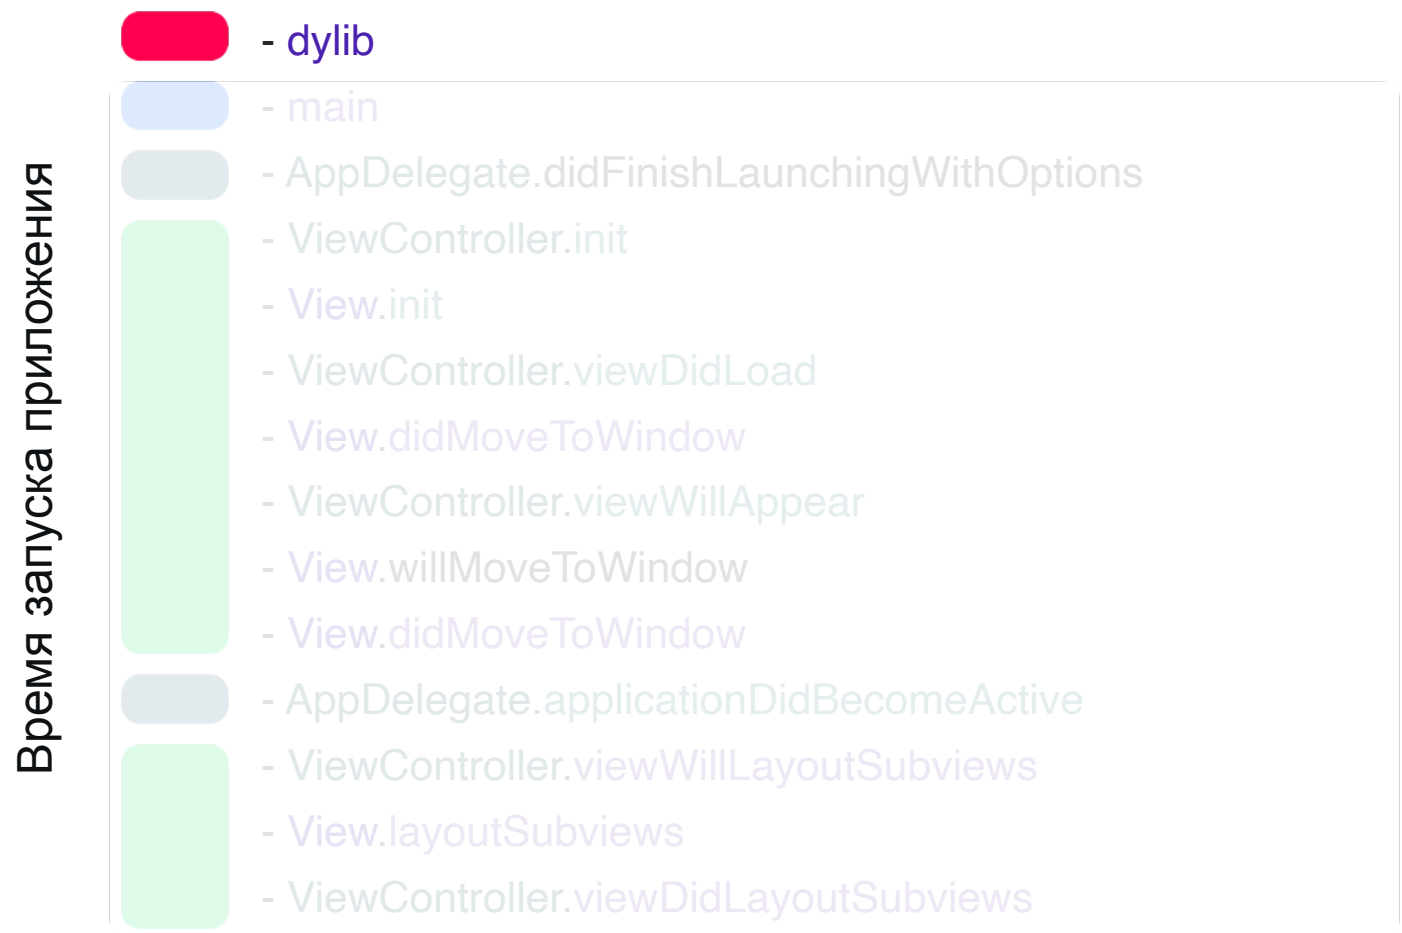 Время запуска приложения
- dylib
- main
- AppDelegate.didFinishLaunchingWithOptions
- ViewController.init
- View.init
- ViewController.viewDidLoad
- View.didMoveToWindow
- ViewController.viewWillAppear
- View.willMoveToWindow
- View.didMoveToWindow
- AppDelegate.applicationDidBecomeActive
- ViewController.viewWillLayoutSubviews
- View.layoutSubviews
- ViewController.viewDidLayoutSubviews